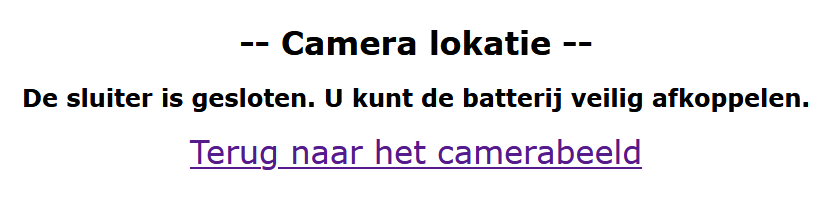 -- Camera lokatie --
De sluiter is gesloten. U kunt de batterij veilig afkoppelen.
Terug naar het camerabeeld